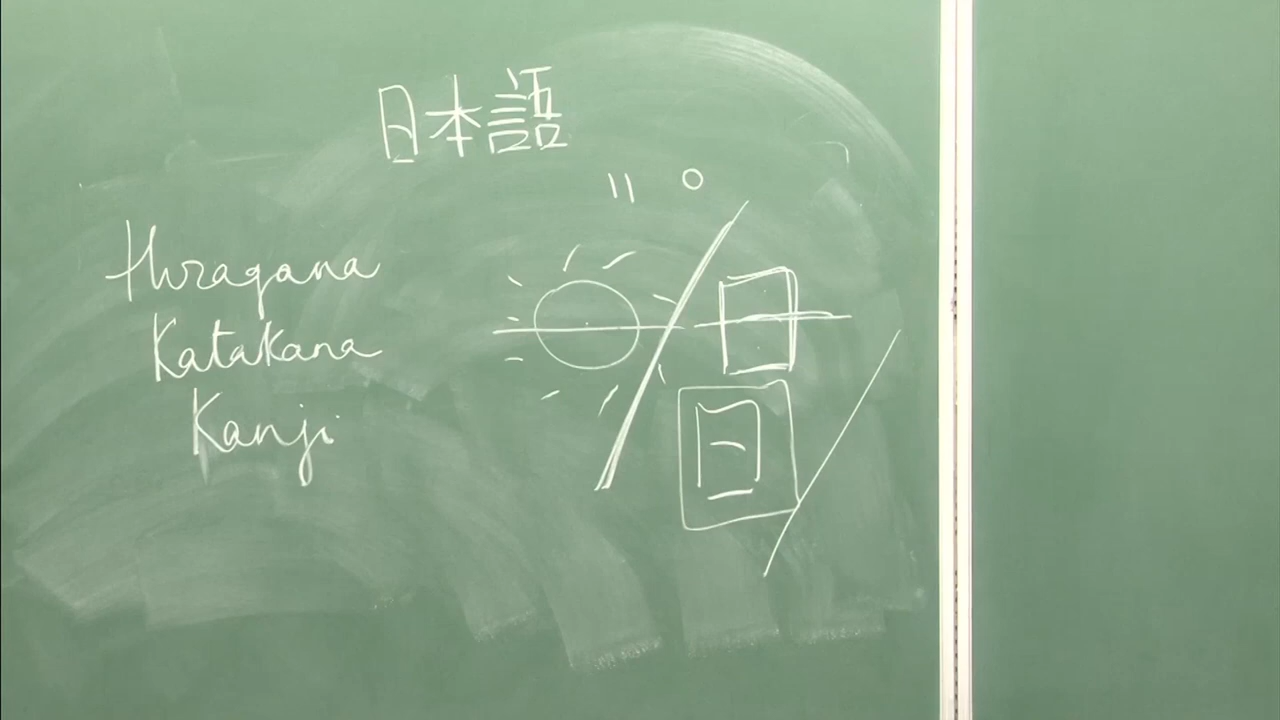 日本語
" °
Hiragana
Katakana
Kanji
日